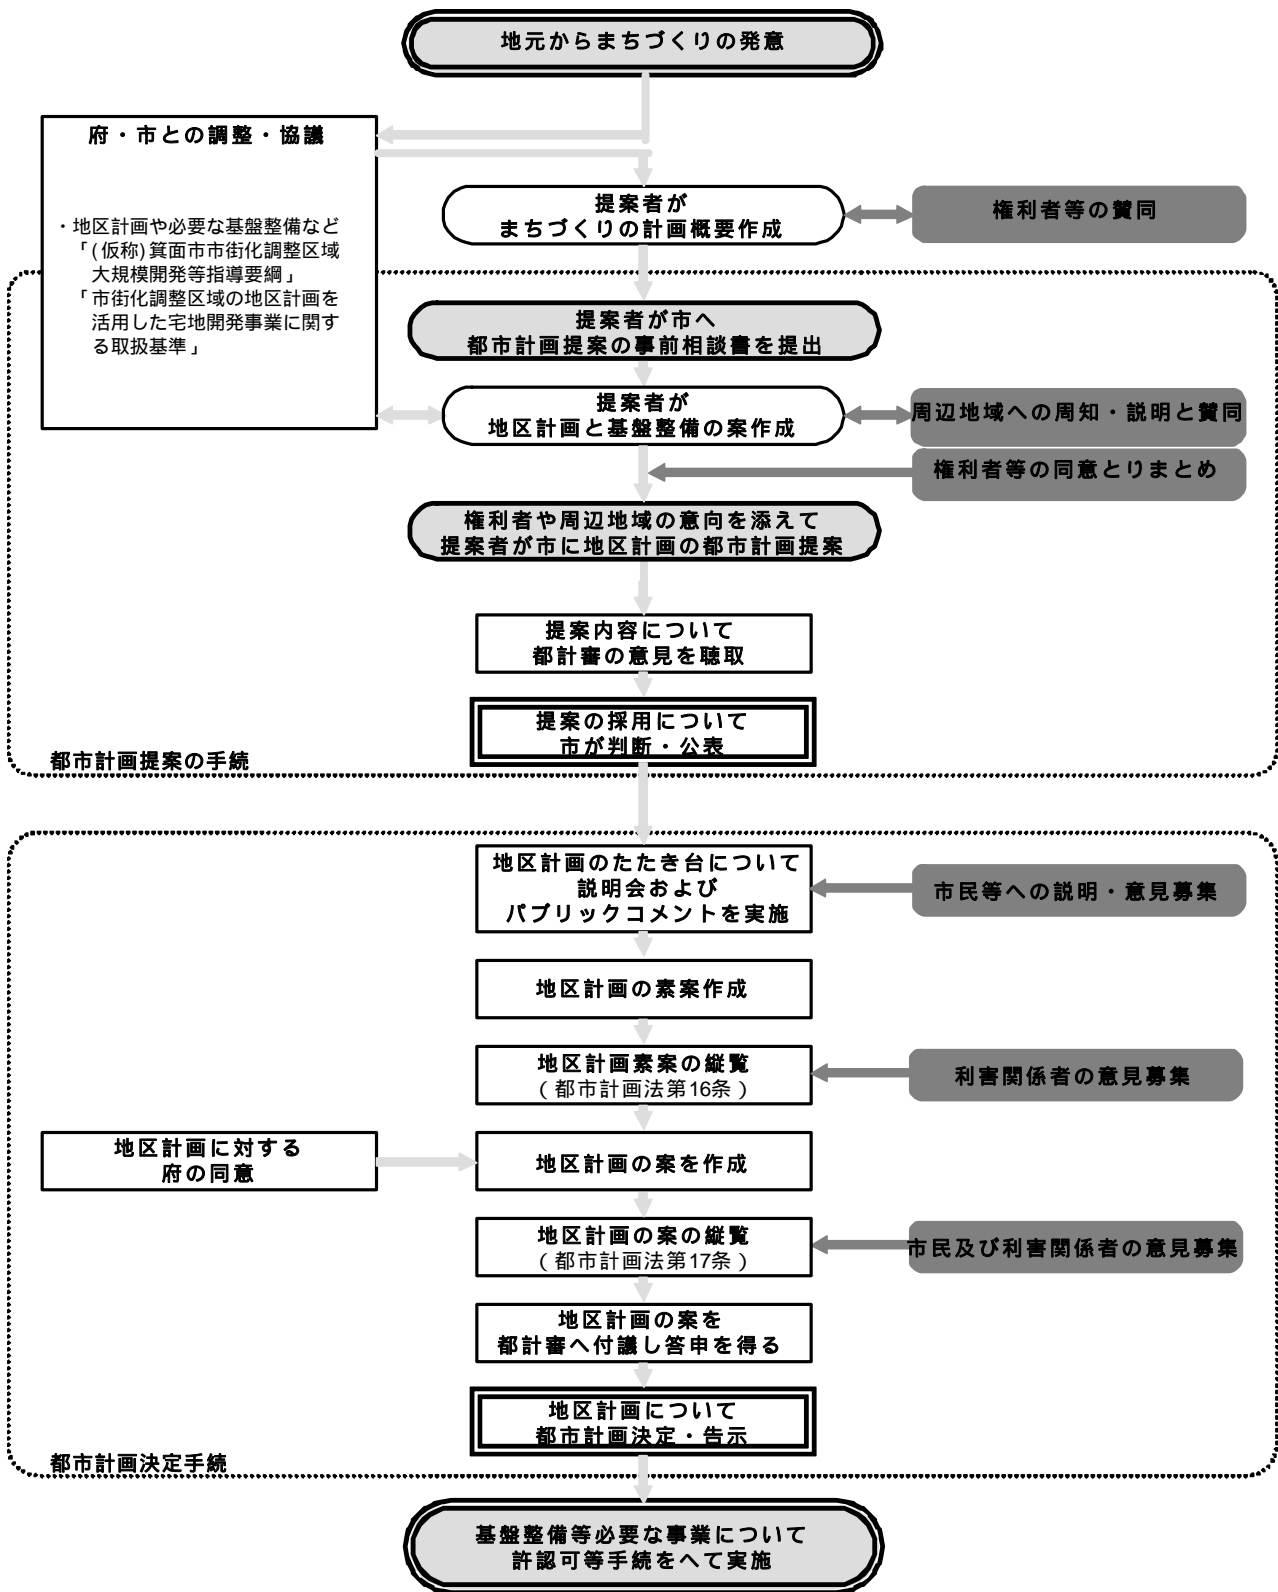 地元からまちづくりの発意
府・市との調整・協議
・地区計画や必要な基盤整備など
「(仮称)箕面市市街化調整区域
大規模開発等指導要綱」
「市街化調整区域の地区計画を
活用した宅地開発事業に関す
る取扱基準」
提案者が
まちづくりの計画概要作成
権利者等の賛同
提案者が市へ
都市計画提案の事前相談書を提出
提案者が
地区計画と基盤整備の案作成
周辺地域への周知・説明と賛同
権利者等の同意とりまとめ
権利者や周辺地域の意向を添えて
提案者が市に地区計画の都市計画提案
提案内容について
都計審の意見を聴取
提案の採用について
市が判断・公表
都市計画提案の手続
地区計画のたたき台について
説明会および
パブリックコメントを実施
市民等への説明・意見募集
地区計画の素案作成
地区計画素案の縦覧
(都市計画法第16条)
利害関係者の意見募集
地区計画に対する
府の同意
地区計画の案を作成
地区計画の案の縦覧
(都市計画法第17条)
市民及び利害関係者の意見募集
地区計画の案を
都計審へ付議し答申を得る
地区計画について
都市計画決定・告示
都市計画決定手続
基盤整備等必要な事業について
許認可等手続をへて実施